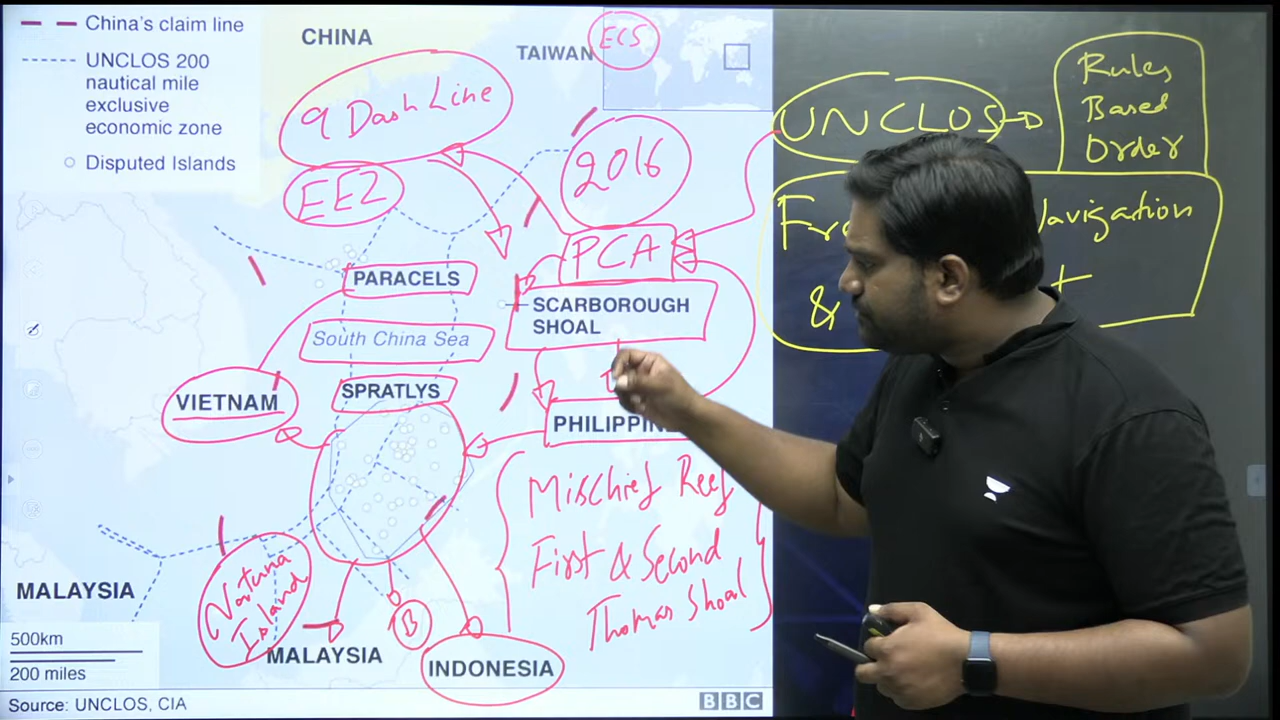 China's claim line
UNCLOS 200
nautical mile
exclusive
economic zone
Disputed Islands
CHINA
TAIWAN
ECS
9 Dash Line
EEZ
2016
PCA
UNCLOS
Rules
Based
Order
Navigation
&
PARACELS
South China Sea
SCARBOROUGH
SHOAL
VIETNAM
SPRATLYS
Mischief Reef
First & Second
Thomas Shoal
Natuna
Island
MALAYSIA
MALAYSIA
B
INDONESIA
500km
200 miles
Source: UNCLOS, CIA
BBC